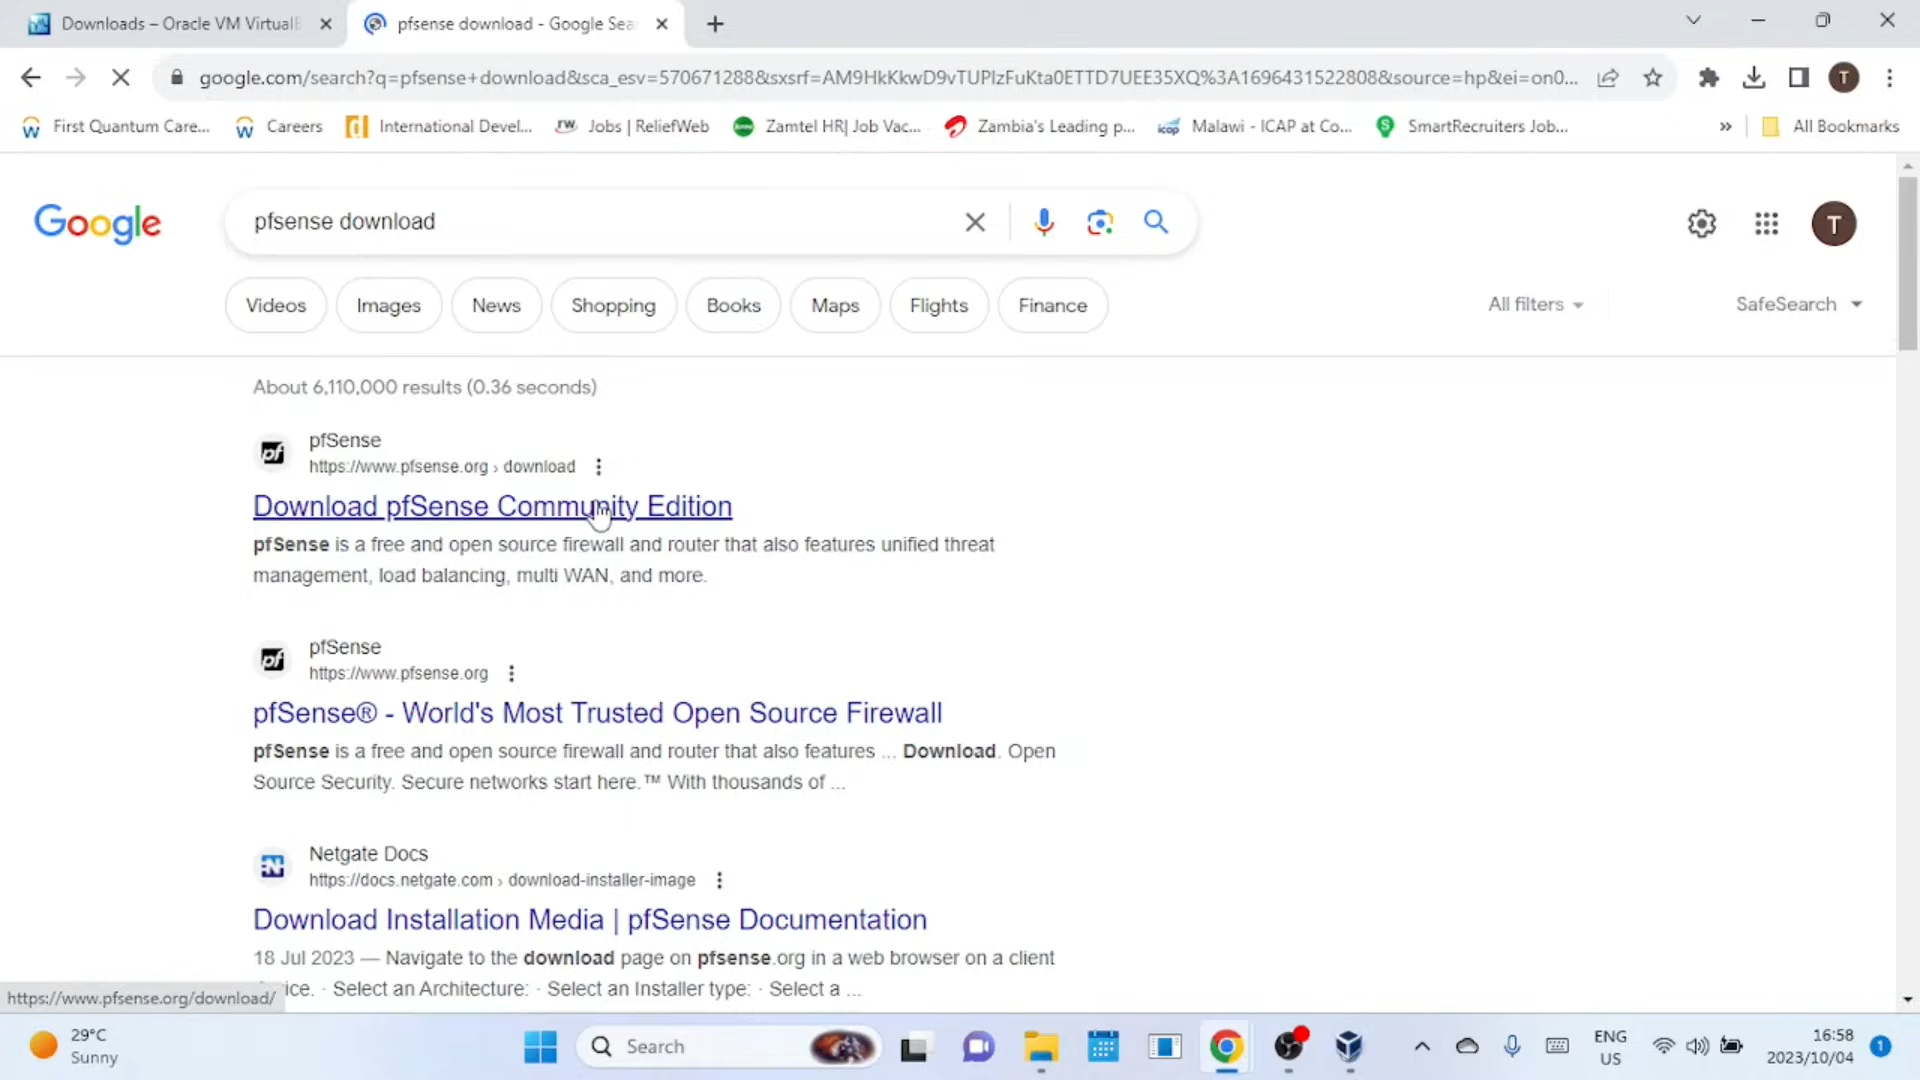 Downloads – Oracle VM VirtualB
pfsense download - Google Sea
google.com/search?q=pfsense+download&sca_esv=570671288&sxsrf=AM9HkKkwD9vTUPIzFuKta0ETTD7UEE35XQ%3A1696431522808&source=hp&ei=on0...
T
First Quantum Care...
Careers
International Devel...
Jobs | ReliefWeb
Zamtel HR| Job Vac...
Zambia's Leading p...
Malawi - ICAP at Co...
SmartRecruiters Job...
»
All Bookmarks
Google
pfsense download
T
Videos
Images
News
Shopping
Books
Maps
Flights
Finance
All filters
SafeSearch
About 6,110,000 results (0.36 seconds)
pf
pfSense
https://www.pfsense.org › download
Download pfSense Community Edition
pfSense is a free and open source firewall and router that also features unified threat
management, load balancing, multi WAN, and more.
pf
pfSense
https://www.pfsense.org
pfSense® - World's Most Trusted Open Source Firewall
pfSense is a free and open source firewall and router that also features ... Download. Open
Source Security. Secure networks start here.™ With thousands of ...
N
Netgate Docs
https://docs.netgate.com › download-installer-image
Download Installation Media | pfSense Documentation
18 Jul 2023 — Navigate to the download page on pfsense.org in a web browser on a client
ice. · Select an Architecture: · Select an Installer type: · Select a ...
https://www.pfsense.org/download/
29°C
Sunny
Search
ENG
US
16:58
2023/10/04
1